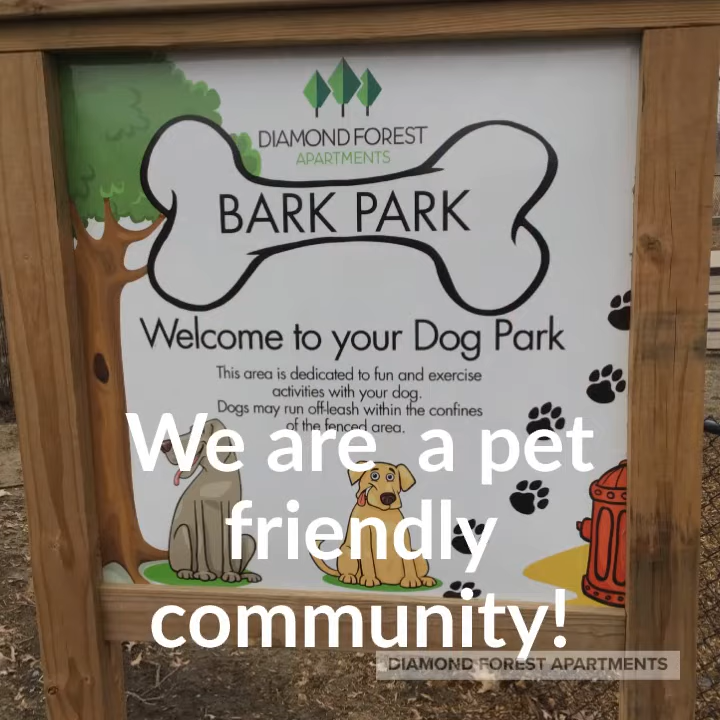 DIAMOND FOREST
APARTMENTS
BARK PARK
Welcome to your Dog Park
This area is dedicated to fun and exercise
activities with your dog.
Dogs may run off-leash within the confines
of the fenced area.
We are a pet
friendly
community!
DIAMOND FOREST APARTMENTS